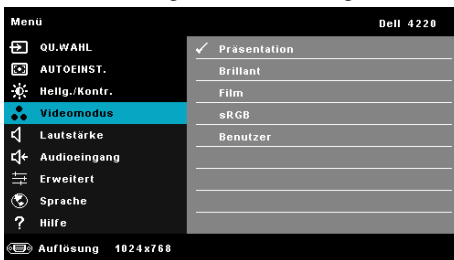 Menü Dell 4220
QU.WAHL ✓ Präsentation
AUTOEINST. Brillant
Hellg./Kontr. Film
Videomodus sRGB
Lautstärke Benutzer
Audioeingang
Erweitert
Sprache
? Hilfe
Auflösung 1024x768